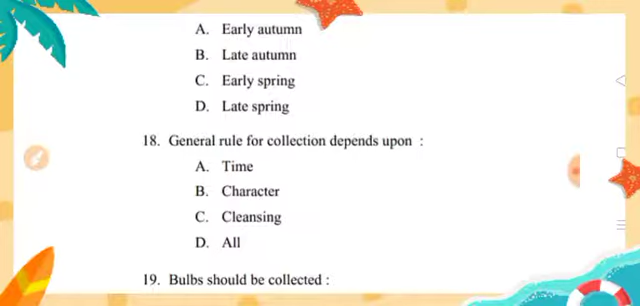 A. Early autumn
B. Late autumn
C. Early spring
D. Late spring
18. General rule for collection depends upon :
A. Time
B. Character
C. Cleansing
D. All
19. Bulbs should be collected :